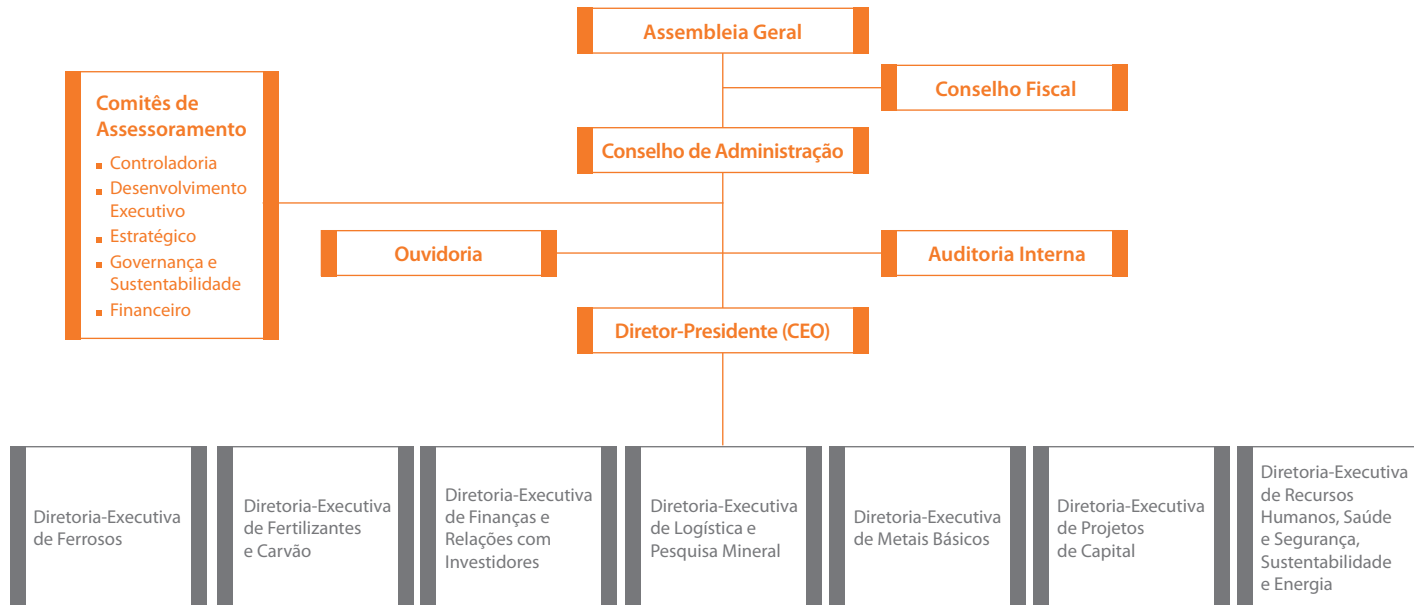 Assembleia Geral
Conselho Fiscal
Comitês de
Assessoramento
Controladoria
Desenvolvimento
Executivo
Estratégico
Governança e
Sustentabilidade
Financeiro
Conselho de Administração
Ouvidoria
Auditoria Interna
Diretor-Presidente (CEO)
Diretoria-Executiva
de Ferrosos
Diretoria-Executiva
de Fertilizantes
e Carvão
Diretoria-Executiva
de Finanças e
Relações com
Investidores
Diretoria-Executiva
de Logística e
Pesquisa Mineral
Diretoria-Executiva
de Metais Básicos
Diretoria-Executiva
de Projetos
de Capital
Diretoria-Executiva
de Recursos
Humanos, Saúde
e Segurança,
Sustentabilidade
e Energia